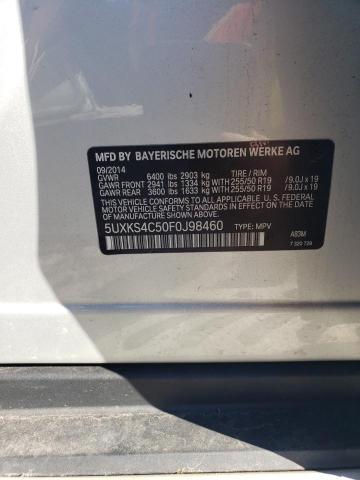 MFD BY BAYERISCHE MOTOREN WERKE AG
09/2014
GVWR 6400 lbs 2903 kg TIRE / RIM
GAWR FRONT 2941 lbs 1334 kg 255/50 R19 /9.0J x 19
GAWR REAR 3600 lbs 1633 kg 255/50 R19 /9.0J x 19
THIS VEHICLE CONFORMS TO ALL APPLICABLE U.S. FEDERAL
MOTOR VEHICLE SAFETY STANDARDS IN EFFECT ON THE
DATE OF MANUFACTURE SHOWN ABOVE.
5UXKS4C50F0J98460 TYPE: MPV
A83M
7 320 729